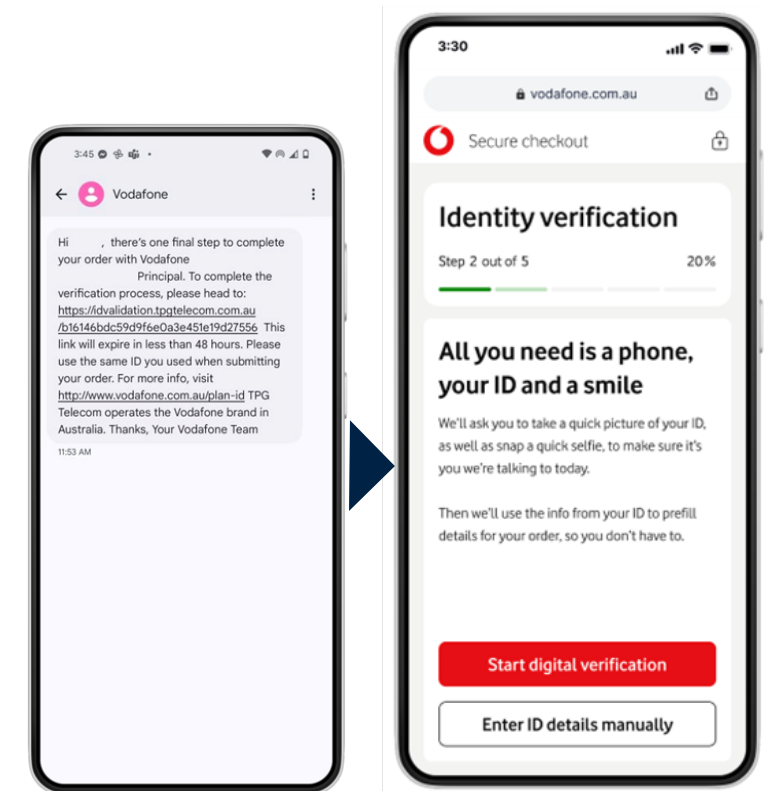 3:45
Vodafone
Hi , there's one final step to complete
your order with Vodafone
Principal. To complete the
verification process, please head to:
https://idvalidation.tpgtelecom.com.au
/b16146bdc59d9f6e0a3e451e19d27556 This
link will expire in less than 48 hours. Please
use the same ID you used when submitting
your order. For more info, visit
http://www.vodafone.com.au/plan-id TPG
Telecom operates the Vodafone brand in
Australia. Thanks, Your Vodafone Team
11:53 AM
3:30
vodafone.com.au
Secure checkout
Identity verification
Step 2 out of 5 20%
All you need is a phone,
your ID and a smile
We'll ask you to take a quick picture of your ID,
as well as snap a quick selfie, to make sure it's
you we're talking to today.
Then we'll use the info from your ID to prefill
details for your order, so you don't have to.
Start digital verification
Enter ID details manually